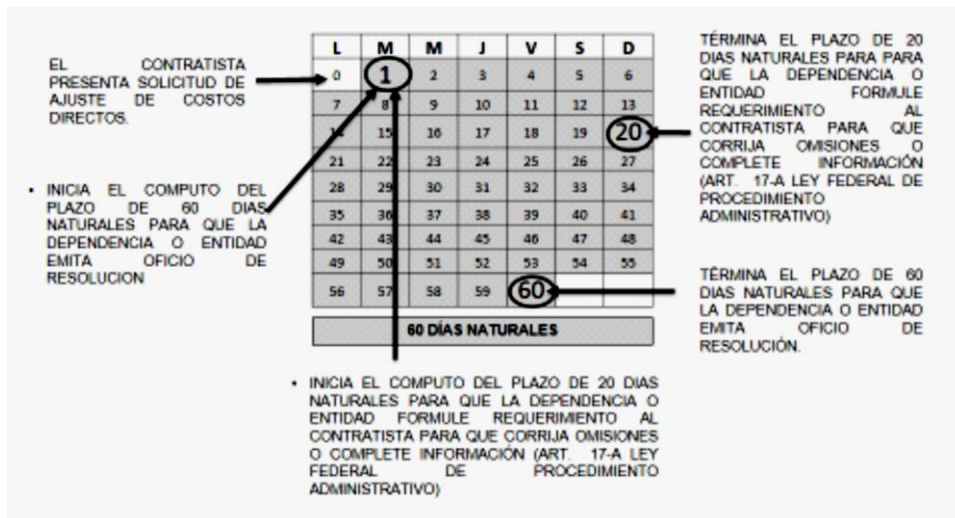 EL CONTRATISTA
PRESENTA SOLICITUD DE
AJUSTE DE COSTOS
DIRECTOS.
• INICIA EL COMPUTO DEL
PLAZO DE 60 DIAS
NATURALES PARA QUE LA
DEPENDENCIA O ENTIDAD
EMITA OFICIO DE
RESOLUCION
L M M J V S D
0 1 2 3 4 5 6
7 8 9 10 11 12 13
14 15 16 17 18 19 20
21 22 23 24 25 26 27
28 29 30 31 32 33 34
35 36 37 38 39 40 41
42 43 44 45 46 47 48
49 50 51 52 53 54 55
56 57 58 59 60
60 DÍAS NATURALES
• INICIA EL COMPUTO DEL PLAZO DE 20 DIAS
NATURALES PARA QUE LA DEPENDENCIA O
ENTIDAD FORMULE REQUERIMIENTO AL
CONTRATISTA PARA QUE CORRIJA OMISIONES
O COMPLETE INFORMACIÓN (ART. 17-A LEY
FEDERAL DE PROCEDIMIENTO
ADMINISTRATIVO)
TÉRMINA EL PLAZO DE 20
DIAS NATURALES PARA PARA
QUE LA DEPENDENCIA O
ENTIDAD FORMULE
REQUERIMIENTO AL
CONTRATISTA PARA QUE
CORRIJA OMISIONES O
COMPLETE INFORMACIÓN
(ART. 17-A LEY FEDERAL DE
PROCEDIMIENTO
ADMINISTRATIVO)
TÉRMINA EL PLAZO DE 60
DIAS NATURALES PARA QUE
LA DEPENDENCIA O ENTIDAD
EMITA OFICIO DE
RESOLUCIÓN.